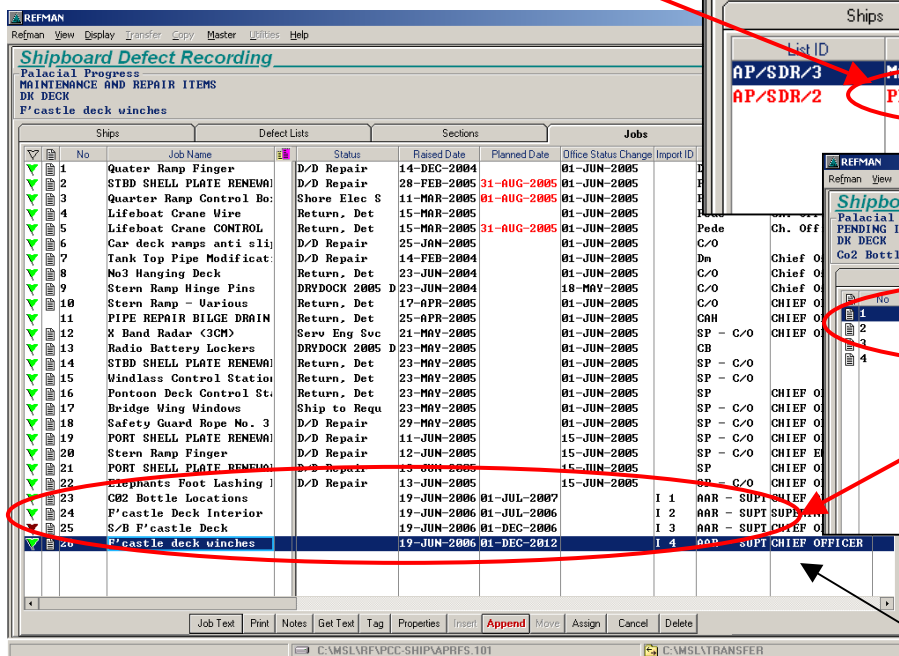 REFMAN
Refman View Display Transfer Copy Master Utilities Help
Shipboard Defect Recording
Palacial Progress
MAINTENANCE AND REPAIR ITEMS
DK DECK
F'castle deck winches
Ships Defect Lists Sections Jobs
No Job Name Status Raised Date Planned Date Office Status Change Import ID
1 Quater Ramp Finger D/D Repair 14-DEC-2004 01-JUN-2005
2 STBD SHELL PLATE RENEWA D/D Repair 28-FEB-2005 31-AUG-2005 01-JUN-2005
3 Quarter Ramp Control Bo Shore Elec S 11-MAR-2005 01-AUG-2005 01-JUN-2005
4 Lifeboat Crane Wire Return, Det 15-MAR-2005 01-JUN-2005
5 Lifeboat Crane CONTROL Return, Det 15-MAR-2005 31-AUG-2005 01-JUN-2005 Pede Ch. Off
6 Car deck ramps anti sli D/D Repair 25-JAN-2005 01-JUN-2005 C/O
7 Tank Top Pipe Modificat D/D Repair 14-FEB-2004 01-JUN-2005 Dm Chief O
8 No3 Hanging Deck Return, Det 23-JUN-2004 01-JUN-2005 C/O Chief O
9 Stern Ramp Hinge Pins DRYDOCK 2005 D 23-JUN-2004 18-MAY-2005 C/O Chief O
10 Stern Ramp - Various Return, Det 17-APR-2005 01-JUN-2005 C/O CHIEF O
11 PIPE REPAIR BILGE DRAIN Return, Det 25-APR-2005 01-JUN-2005 CAH CHIEF O
12 X Band Radar (3CM) Serv Eng Svc 21-MAY-2005 01-JUN-2005 SP - C/O CHIEF O
13 Radio Battery Lockers DRYDOCK 2005 D 23-MAY-2005 01-JUN-2005 CB
14 STBD SHELL PLATE RENEWA Return, Det 23-MAY-2005 01-JUN-2005 SP - C/O
15 Windlass Control Statio Return, Det 23-MAY-2005 01-JUN-2005 SP - C/O
16 Pontoon Deck Control St Return, Det 23-MAY-2005 01-JUN-2005 SP CHIEF O
17 Bridge Wing Windows Ship to Requ 23-MAY-2005 01-JUN-2005 SP - C/O CHIEF O
18 Safety Guard Rope No. 3 D/D Repair 29-MAY-2005 01-JUN-2005 SP - C/O CHIEF O
19 PORT SHELL PLATE RENEWA D/D Repair 11-JUN-2005 15-JUN-2005 SP - C/O CHIEF O
20 Stern Ramp Finger D/D Repair 12-JUN-2005 15-JUN-2005 SP - C/O CHIEF E
21 PORT SHELL PLATE RENEWA D/D Repair 13-JUN-2005 15-JUN-2005 SP CHIEF O
22 Elephants Foot Lashing D/D Repair 13-JUN-2005 15-JUN-2005 SP - C/O CHIEF O
23 C02 Bottle Locations 19-JUN-2006 01-JUL-2007 I 1 AAR - SUPT CHIEF
24 F'castle Deck Interior 19-JUN-2006 01-JUL-2006 I 2 AAR - SUPT
25 S/B F'castle Deck 19-JUN-2006 01-DEC-2006 I 3 AAR - SUPT CHIEF O
26 F'castle deck winches 19-JUN-2006 01-DEC-2012 I 4 AAR - SUPT CHIEF OFFICER
Job Text Print Notes Get Text Tag Properties Insert Append Move Assign Cancel Delete
C:\MSL\RF\PCC-SHIP\APRFS.101 C:\MSL\TRANSFER
Ships
List ID
AP/SDR/3 M
AP/SDR/2 P
REFMAN
Refman View
Shipbo
Palacial
PENDING I
DK DECK
Co2 Bottl
No
1
2
3
4